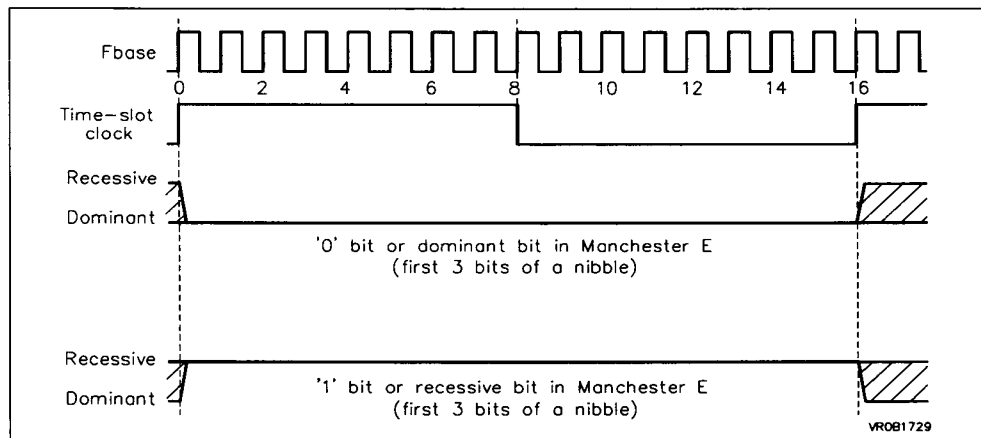 Fbase
0 2 4 6 8 10 12 14 16
Time-slot
clock
Recessive
Dominant
'0' bit or dominant bit in Manchester E
(first 3 bits of a nibble)
Recessive
Dominant
'1' bit or recessive bit in Manchester E
(first 3 bits of a nibble)
VR0B1729